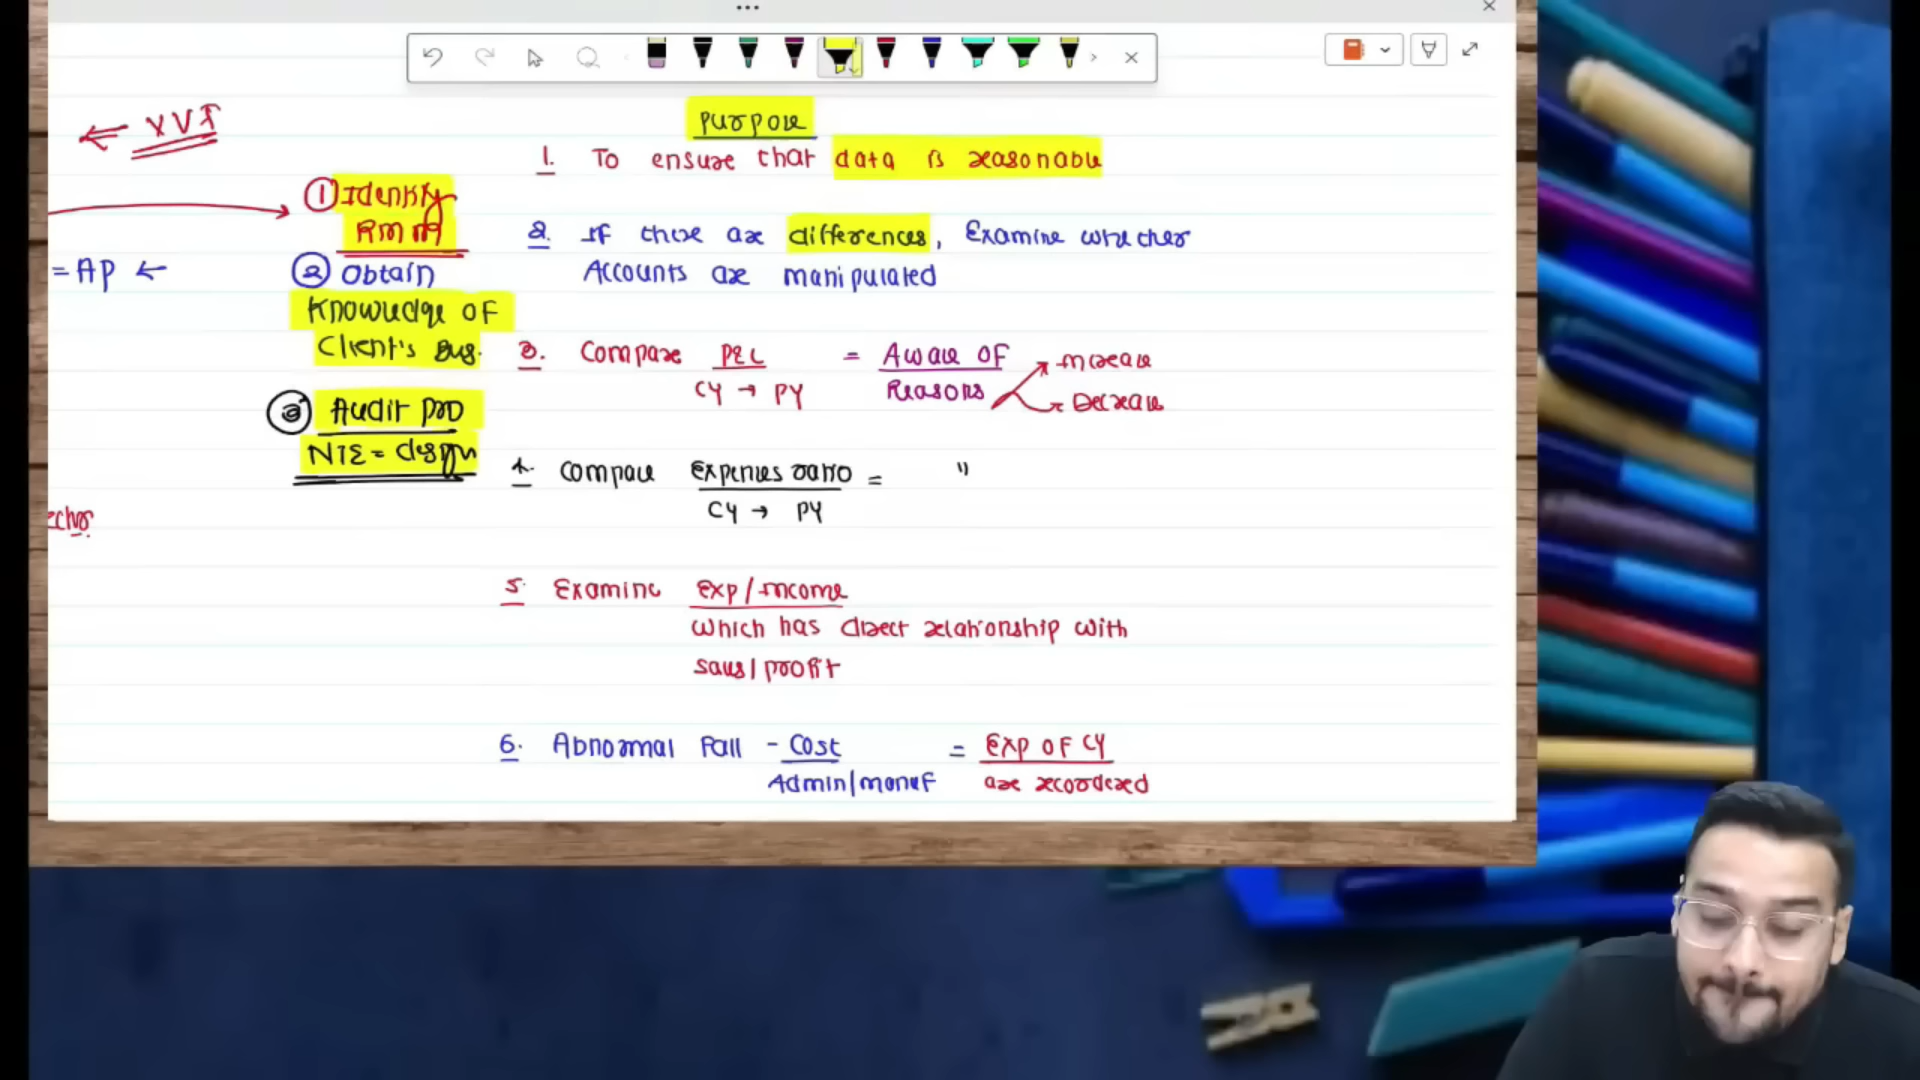 XVI
① Identify
RMM
= AP ←
② Obtain
Knowledge OF
Client's Bus.
③ Audit pro
NTE = design
Purpose
1. To ensure that data is reasonable
2. If there are differences, Examine whether
Accounts are manipulated
3. Compare P&L = Aware OF → Increase
CY → PY Reasons → Decrease
4. Compare Expenses ratio = "
CY → PY
5. Examine Exp/Income
which has direct relationship with
sales/profit
6. Abnormal Fall - Cost = Exp OF CY
Admin/manuf are recordered